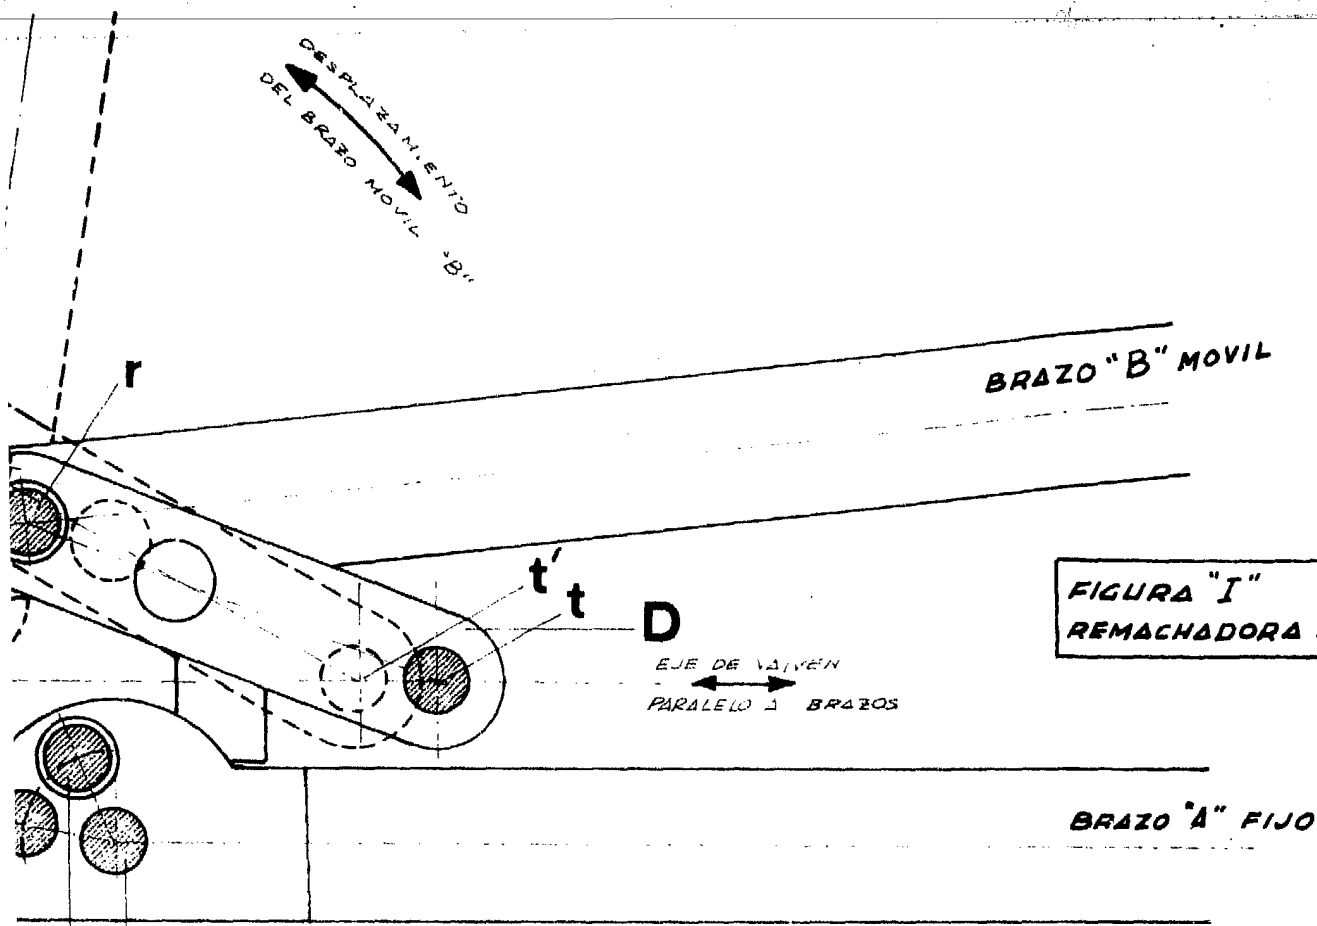 DESPLAZAMIENTO
DEL BRAZO MOVIL "B"
r
BRAZO "B" MOVIL
t'
t
D
FIGURA "I"
REMACHADORA
EJE DE VAIVEN
PARALELO A BRAZOS
BRAZO "A" FIJO